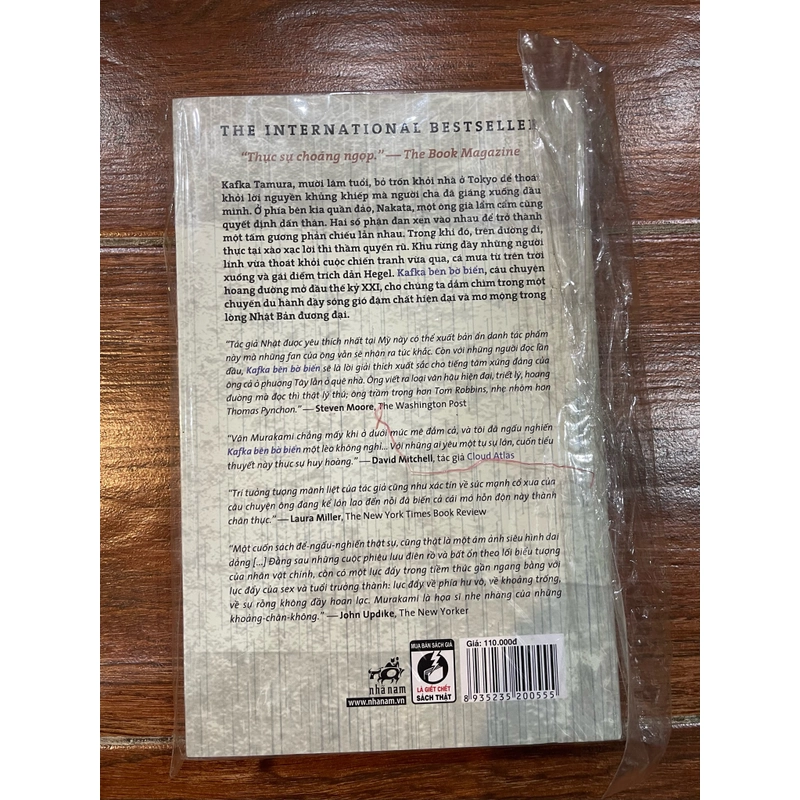 THE INTERNATIONAL BESTSELLER
"Thực sự choáng ngợp." — The Book Magazine
Kafka Tamura, mười lăm tuổi, bỏ trốn khỏi nhà ở Tokyo để thoát
khỏi lời nguyền khủng khiếp mà người cha đã giáng xuống đầu
mình. Ở phía bên kia quần đảo, Nakata, một ông già lẩm cẩm cũng
quyết định dấn thân. Hai số phận đan xen vào nhau để trở thành
một tấm gương phản chiếu lẫn nhau. Trong khi đó, trên đường đi,
thực tại xào xạc lời thì thầm quyến rũ. Khu rừng đầy những người
lính vừa thoát khỏi cuộc chiến tranh vừa qua, cá mưa từ trên trời
xuống và gái điếm trích dẫn Hegel. Kafka bên bờ biển, câu chuyện
hoang đường mở đầu thế kỷ XXI, cho chúng ta đắm chìm trong một
chuyến du hành đầy sóng gió đậm chất hiện đại và mơ mộng trong
lòng Nhật Bản đương đại.
"Tác giả Nhật được yêu thích nhất tại Mỹ này có thể xuất bản ẩn danh tác phẩm
này mà những fan của ông vẫn sẽ nhận ra tức khắc. Còn với những người đọc lần
đầu, Kafka bên bờ biển sẽ là lời giải thích xuất sắc cho tiếng tăm xứng đáng của
ông cả ở phương Tây lẫn ở quê nhà. Ông viết ra loại văn hậu hiện đại, triết lý, hoang
đường mà đọc thì thật lý thú; ông trầm trọng hơn Tom Robbins, nhẹ nhõm hơn
Thomas Pynchon." — Steven Moore, The Washington Post
"Văn Murakami chẳng mấy khi ở dưới mức mê đắm cả, và tôi đã ngấu nghiến
Kafka bên bờ biển một lèo không nghỉ... Với những ai yêu một tự sự lớn, cuốn tiểu
thuyết này thực sự huy hoàng." — David Mitchell, tác giả Cloud Atlas
"Trí tưởng tượng mãnh liệt của tác giả cũng như xác tín về sức mạnh cổ xưa của
câu chuyện ông đang kể lớn lao đến nỗi đã biến cả cái mớ hỗn độn này thành
chân thực." — Laura Miller, The New York Times Book Review
"Một cuốn sách để-ngấu-nghiến thật sự, cũng thật là một ám ảnh siêu hình dai
dẳng [...] Đằng sau những cuộc phiêu lưu điên rồ và bất ổn theo lối biểu tượng
của nhân vật chính, còn có một lực đẩy trong tiềm thức gần ngang bằng với
lực đẩy của sex và tuổi trưởng thành: lực đẩy về phía hư vô, về khoảng trống,
về sự rỗng không đầy hoan lạc. Murakami là họa sĩ nhẹ nhàng của những
khoảng-chân-không." — John Updike, The New Yorker
nhã nam
www.nhanam.vn
MUA BÁN SÁCH GIẢ
LÀ GIẾT CHẾT
SÁCH THẬT
Giá: 110.000đ
8 935235 200555